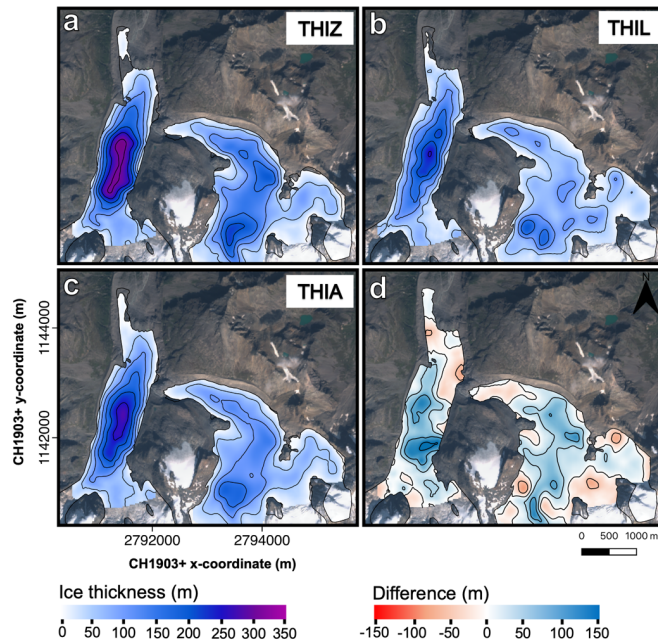 a
THIZ
b
THIL
c
THIA
d
N
CH1903+ y-coordinate (m)
1144000
1142000
2792000
2794000
CH1903+ x-coordinate (m)
0 500 1000 m
Ice thickness (m)
0 50 100 150 200 250 300 350
Difference (m)
-150 -100 -50 0 50 100 150